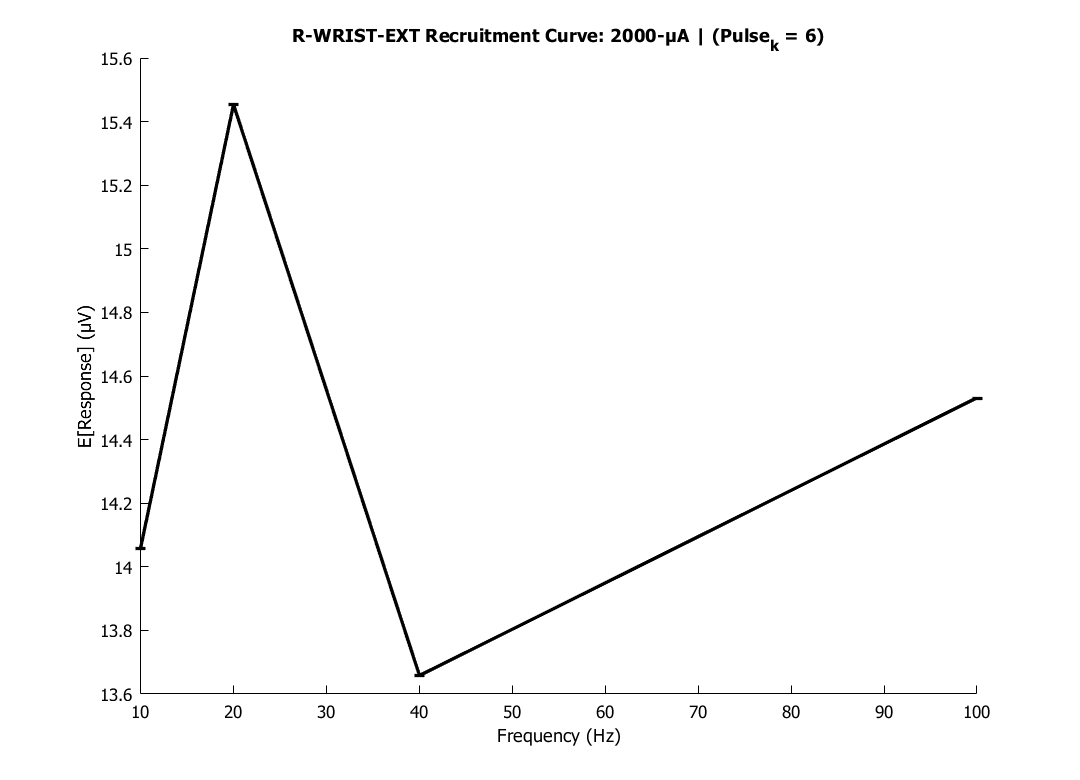 R-WRIST-EXT Recruitment Curve: 2000-µA | (Pulsek = 6)
15.6
15.4
15.2
15
14.8
14.6
14.4
14.2
14
13.8
13.6
E[Response] (µV)
10 20 30 40 50 60 70 80 90 100
Frequency (Hz)